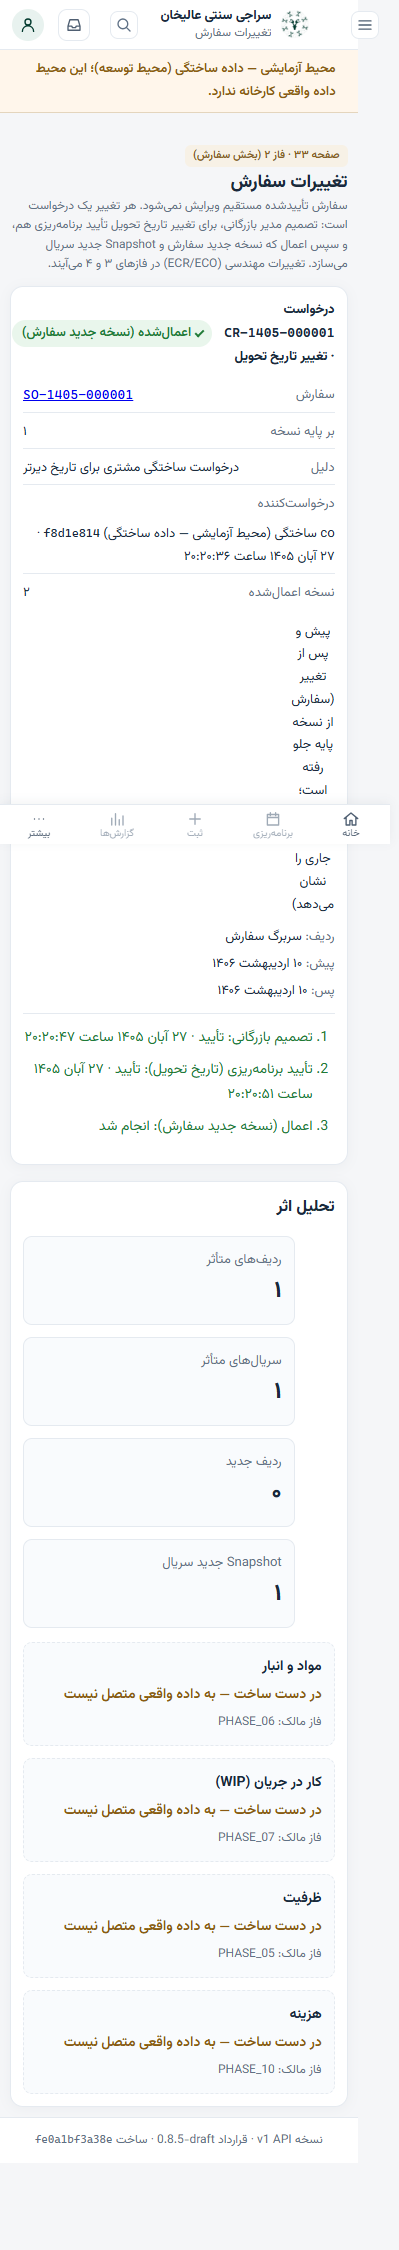 سراجی سنتی عالیخان
تغییرات سفارش
محیط آزمایشی — داده ساختگی (محیط توسعه)؛ این محیط
داده واقعی کارخانه ندارد.
صفحه ۳۳ · فاز ۲ (بخش سفارش)
تغییرات سفارش
سفارش تأییدشده مستقیم ویرایش نمی‌شود. هر تغییر یک درخواست
است: تصمیم مدیر بازرگانی، برای تغییر تاریخ تحویل تأیید برنامه‌ریزی هم،
و سپس اعمال که نسخه جدید سفارش و Snapshot جدید سریال
می‌سازد. تغییرات مهندسی (ECR/ECO) در فازهای ۳ و ۴ می‌آیند.
درخواست
CR-1405-000001
· تغییر تاریخ تحویل
✓ اعمال‌شده (نسخه جدید سفارش)
سفارش SO-1405-000001
بر پایه نسخه ۱
دلیل درخواست ساختگی مشتری برای تاریخ دیرتر
درخواست‌کننده
co ساختگی (محیط آزمایشی — داده ساختگی) f8d1e814 ·
۲۷ آبان ۱۴۰۵ ساعت ۲۰:۲۰:۳۶
نسخه اعمال‌شده ۲
پیش و
پس از
تغییر
(سفارش
از نسخه
پایه جلو
رفته
است؛
خانه
برنامه‌ریزی
ثبت
گزارش‌ها
بیشتر
جاری را
نشان
می‌دهد)
ردیف: سربرگ سفارش
پیش: ۱۰ اردیبهشت ۱۴۰۶
پس: ۱۰ اردیبهشت ۱۴۰۶
1. تصمیم بازرگانی: تأیید · ۲۷ آبان ۱۴۰۵ ساعت ۲۰:۲۰:۴۷
2. تأیید برنامه‌ریزی (تاریخ تحویل): تأیید · ۲۷ آبان ۱۴۰۵
ساعت ۲۰:۲۰:۵۱
3. اعمال (نسخه جدید سفارش): انجام شد
تحلیل اثر
ردیف‌های متأثر
۱
سریال‌های متأثر
۱
ردیف جدید
۰
Snapshot جدید سریال
۱
مواد و انبار
در دست ساخت — به داده واقعی متصل نیست
فاز مالک: PHASE_06
کار در جریان (WIP)
در دست ساخت — به داده واقعی متصل نیست
فاز مالک: PHASE_07
ظرفیت
در دست ساخت — به داده واقعی متصل نیست
فاز مالک: PHASE_05
هزینه
در دست ساخت — به داده واقعی متصل نیست
فاز مالک: PHASE_10
نسخه API v1 · قرارداد 0.8.5-draft · ساخت fe0a1bf3a38e